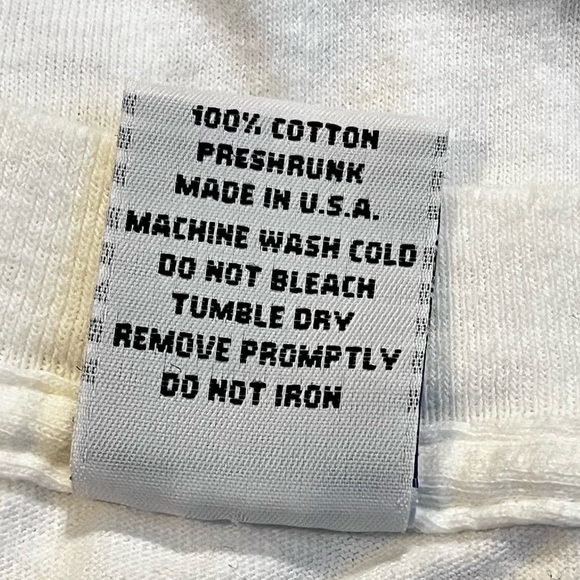 100% COTTON
PRESHRUNK
MADE IN U.S.A.
MACHINE WASH COLD
DO NOT BLEACH
TUMBLE DRY
REMOVE PROMPTLY
DO NOT IRON